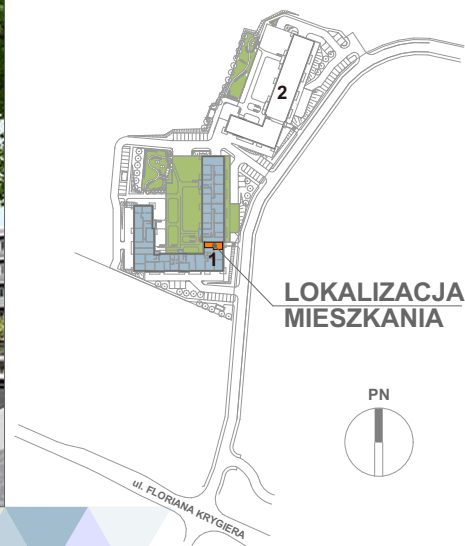 2
1
LOKALIZACJA
MIESZKANIA
PN
ul. FLORIANA KRYGIERA